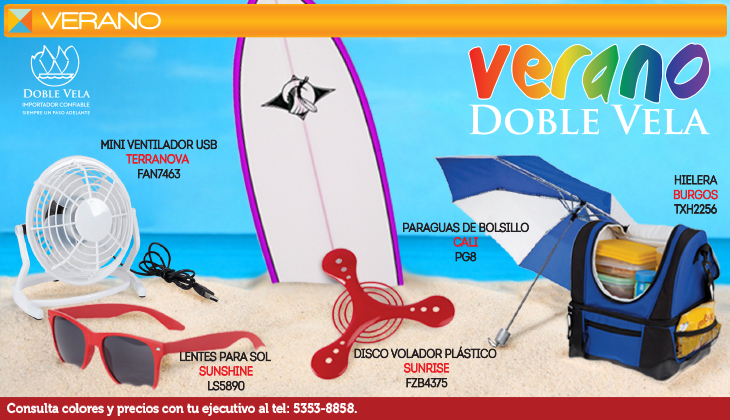 VERANO
DOBLE VELA
IMPORTADOR CONFIABLE
SIEMPRE UN PASO ADELANTE
verano
DOBLE VELA
MINI VENTILADOR USB
TERRANOVA
FAN7463
HIELERA
BURGOS
TXH2256
PARAGUAS DE BOLSILLO
CALI
PG8
LENTES PARA SOL
SUNSHINE
LS5890
DISCO VOLADOR PLÁSTICO
SUNRISE
FZB4375
Consulta colores y precios con tu ejecutivo al tel: 5353-8858.